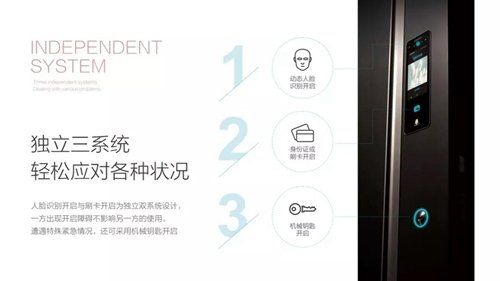 INDEPENDENT
SYSTEM
Three independent systems
Dealing with various problems
独立三系统
轻松应对各种状况
人脸识别开启与刷卡开启为独立双系统设计，
一方出现开启障碍不影响另一方的使用。
遭遇特殊紧急情况，还可采用机械钥匙开启
1
动态人脸
识别开启
2
身份证或
刷卡开启
3
机械钥匙
开启